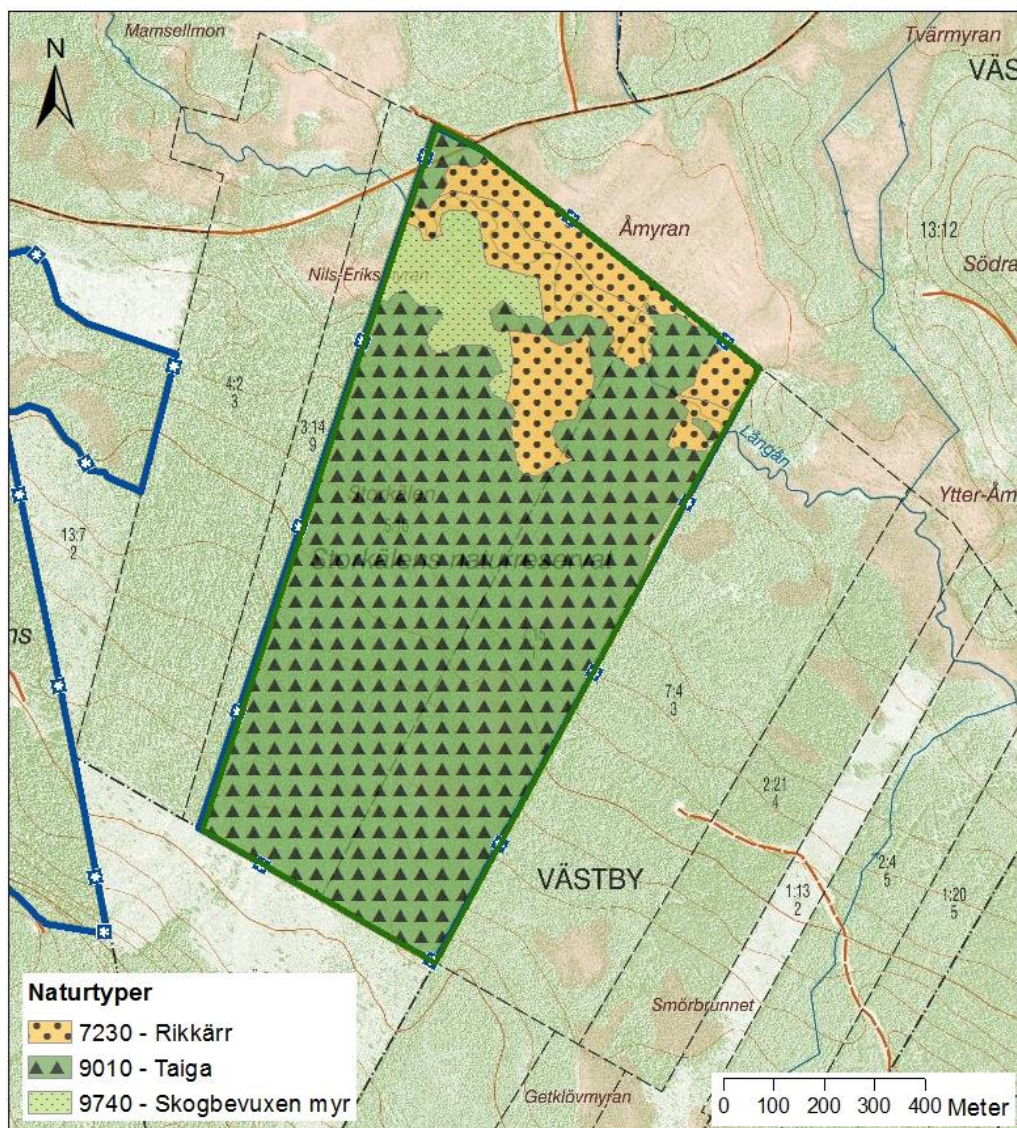 Mamsellmon
Tvärmyran
VÄS
N
Åmyran
13:12
Södra
Nils-Eriksmyran
4:2
3
3:14
9
Långån
Ytter-Åm
Storkälen
13:7
2
Storkälens naturreservat
ns
7:4
3
2:21
4
VÄSTBY
2:4
5
1:13
2
1:20
5
Smörbrunnet
Getklövmyran
Naturtyper
7230 - Rikkärr
9010 - Taiga
9740 - Skogbevuxen myr
0 100 200 300 400 Meter